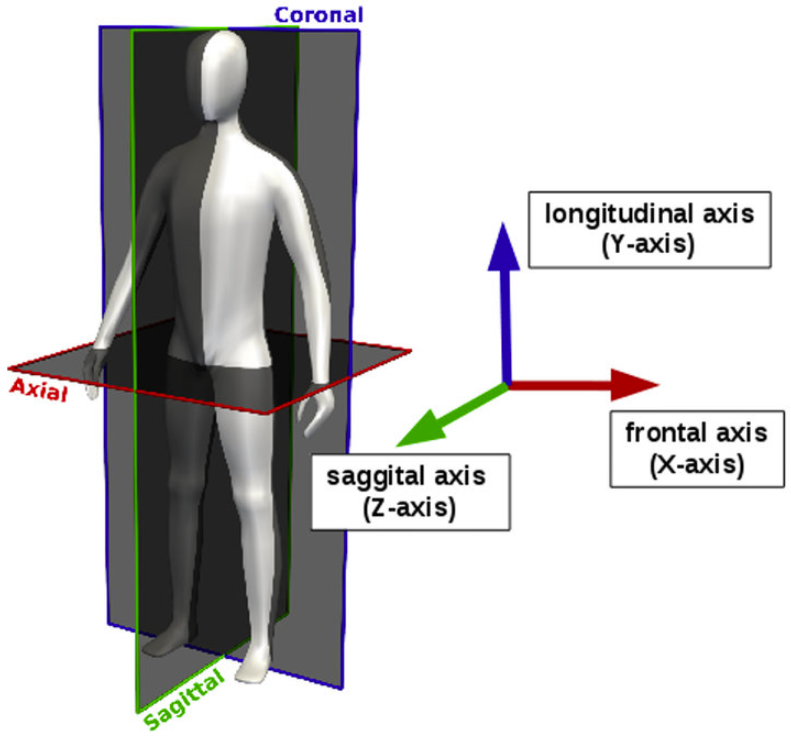 Coronal
longitudinal axis
(Y-axis)
Axial
frontal axis
(X-axis)
saggital axis
(Z-axis)
Sagittal